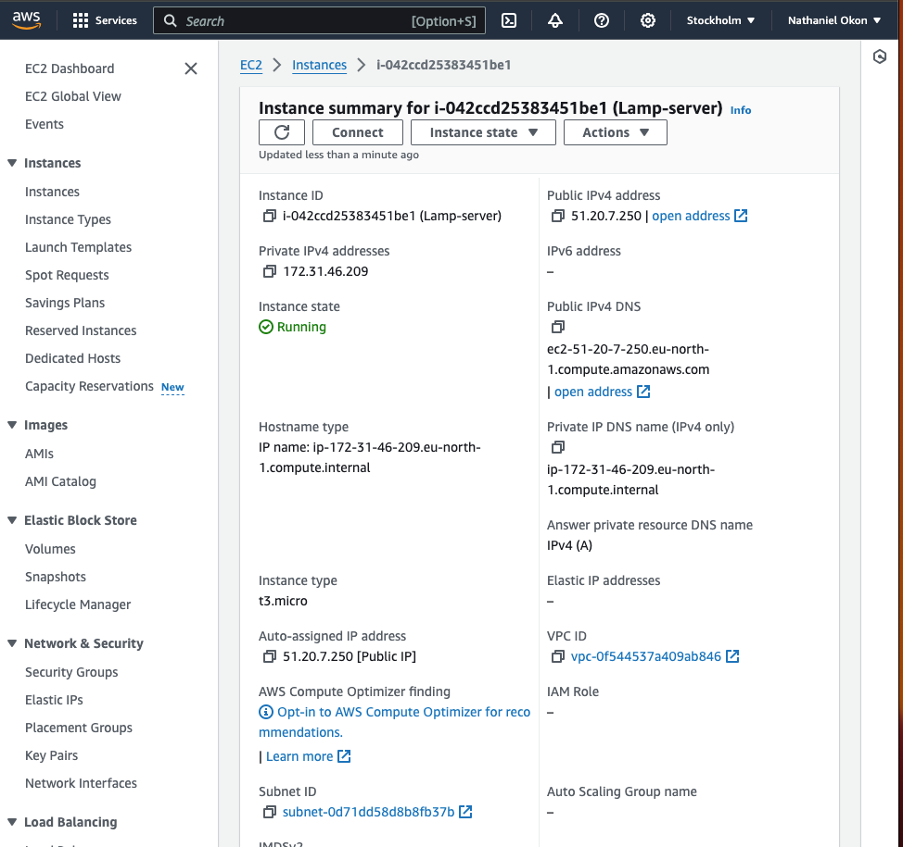 aws
Services
Search
[Option+S]
Stockholm
Nathaniel Okon
EC2 Dashboard
EC2 Global View
Events
Instances
Instances
Instance Types
Launch Templates
Spot Requests
Savings Plans
Reserved Instances
Dedicated Hosts
Capacity Reservations New
Images
AMIs
AMI Catalog
Elastic Block Store
Volumes
Snapshots
Lifecycle Manager
Network & Security
Security Groups
Elastic IPs
Placement Groups
Key Pairs
Network Interfaces
Load Balancing
EC2 > Instances > i-042ccd25383451be1
Instance summary for i-042ccd25383451be1 (Lamp-server) Info
Connect
Instance state
Actions
Updated less than a minute ago
Instance ID
i-042ccd25383451be1 (Lamp-server)
Public IPv4 address
51.20.7.250 | open address
Private IPv4 addresses
172.31.46.209
IPv6 address
–
Instance state
Running
Public IPv4 DNS
ec2-51-20-7-250.eu-north-
1.compute.amazonaws.com
| open address
Hostname type
IP name: ip-172-31-46-209.eu-north-
1.compute.internal
Private IP DNS name (IPv4 only)
ip-172-31-46-209.eu-north-
1.compute.internal
Answer private resource DNS name
IPv4 (A)
Instance type
t3.micro
Elastic IP addresses
–
Auto-assigned IP address
51.20.7.250 [Public IP]
VPC ID
vpc-0f544537a409ab846
AWS Compute Optimizer finding
Opt-in to AWS Compute Optimizer for reco
mmendations.
| Learn more
IAM Role
–
Subnet ID
subnet-0d71dd58d8b8fb37b
Auto Scaling Group name
–
IMDSv2